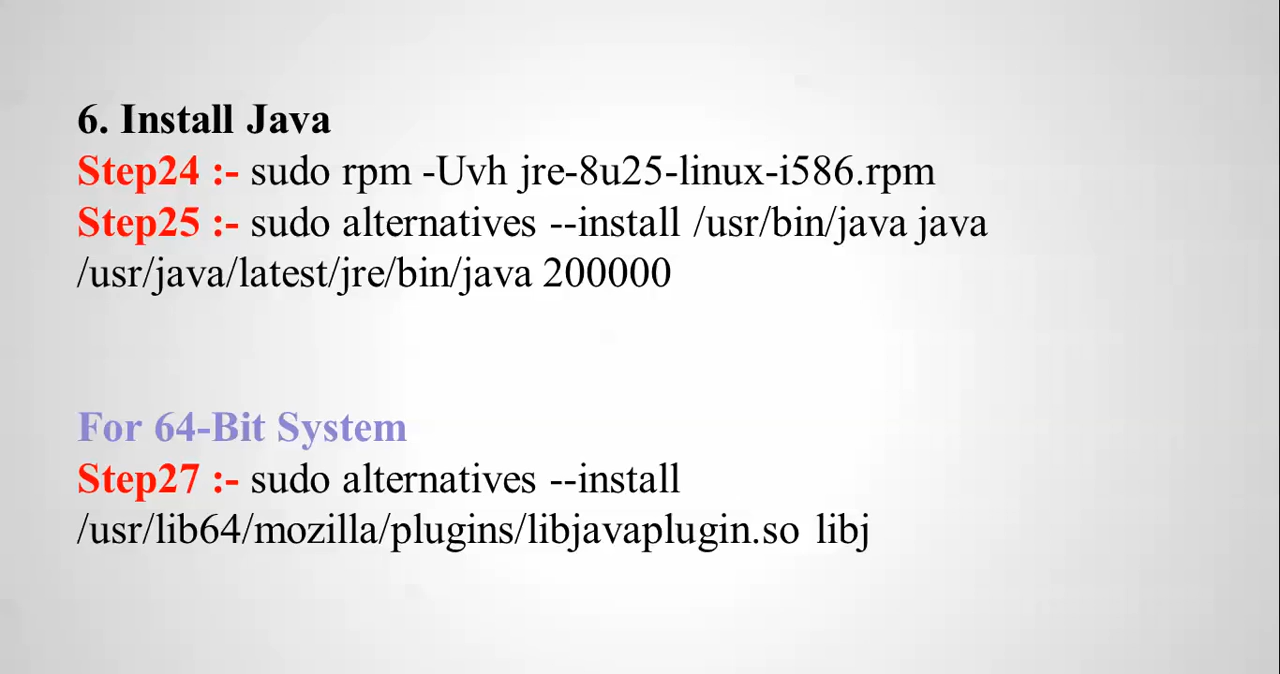 6. Install Java
Step24 :- sudo rpm -Uvh jre-8u25-linux-i586.rpm
Step25 :- sudo alternatives --install /usr/bin/java java
/usr/java/latest/jre/bin/java 200000
For 64-Bit System
Step27 :- sudo alternatives --install
/usr/lib64/mozilla/plugins/libjavaplugin.so libj